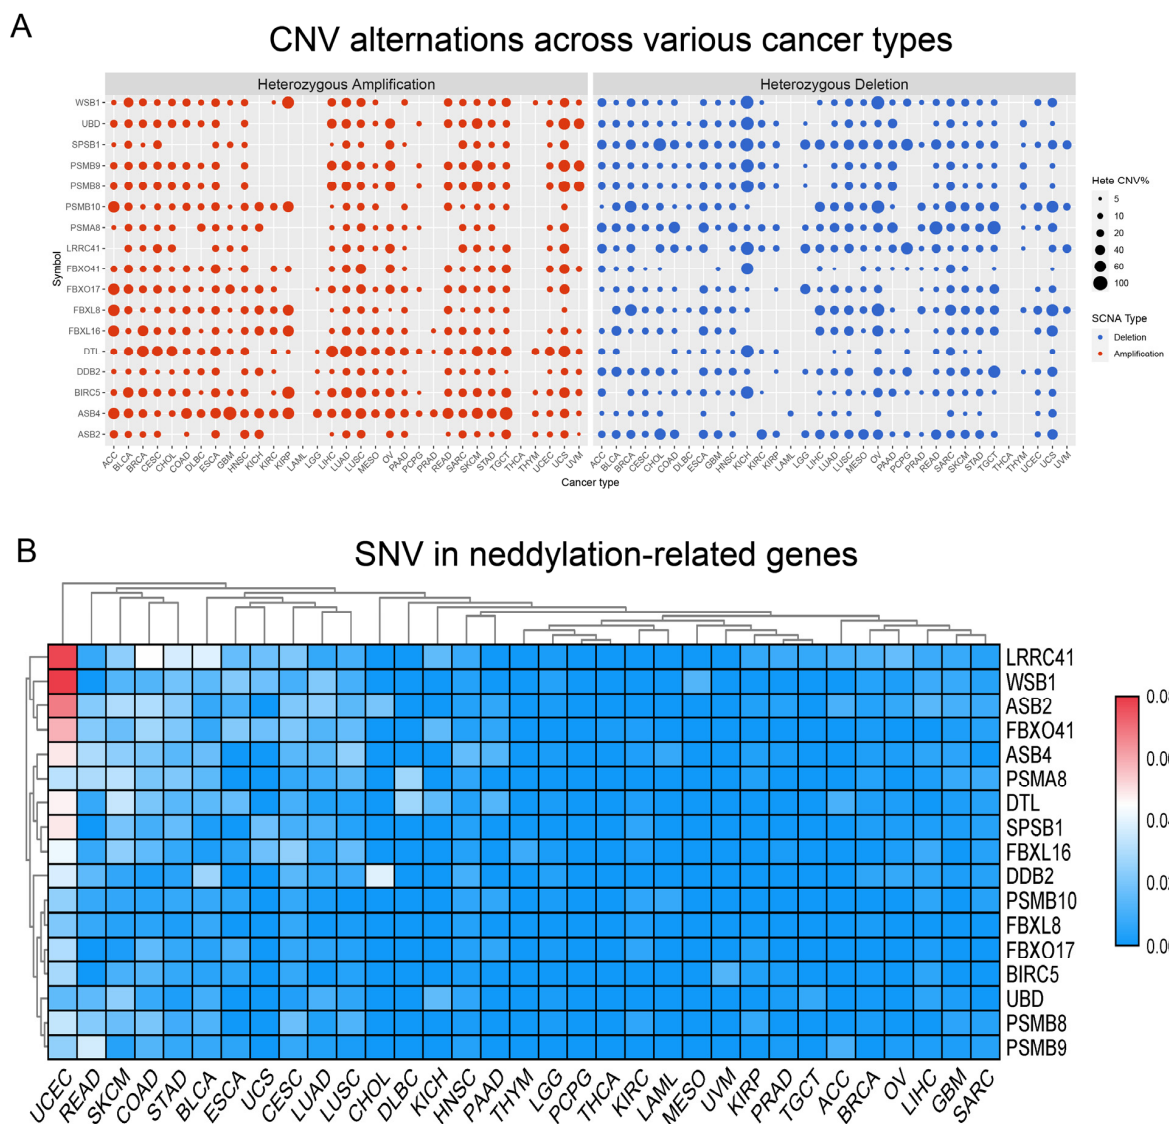 A
CNV alternations across various cancer types
Heterozygous Amplification
Heterozygous Deletion
Symbol
WSB1
UBD
SPSB1
PSMB9
PSMB8
PSMB10
PSMA8
LRRC41
FBXO41
FBXO17
FBXL8
FBXL16
DTL
DDB2
BIRC5
ASB4
ASB2
ACC BLCA BRCA CESC CHOL COAD DLBC ESCA GBM HNSC KICH KIRC KIRP LAML LGG LIHC LUAD LUSC MESO OV PAAD PCPG PRAD READ SARC SKCM STAD TGCT THCA THYM UCEC UCS UVM
ACC BLCA BRCA CESC CHOL COAD DLBC ESCA GBM HNSC KICH KIRC KIRP LAML LGG LIHC LUAD LUSC MESO OV PAAD PCPG PRAD READ SARC SKCM STAD TGCT THCA THYM UCEC UCS UVM
Cancer type
Hete CNV%
5
10
20
40
60
100
SCNA Type
Deletion
Amplification
B
SNV in neddylation-related genes
LRRC41
WSB1
ASB2
FBXO41
ASB4
PSMA8
DTL
SPSB1
FBXL16
DDB2
PSMB10
FBXL8
FBXO17
BIRC5
UBD
PSMB8
PSMB9
UCEC READ SKCM COAD STAD BLCA ESCA UCS CESC LUAD LUSC CHOL DLBC KICH HNSC PAAD THYM LGG PCPG THCA KIRC LAML MESO UVM KIRP PRAD TGCT ACC BRCA OV LIHC GBM SARC